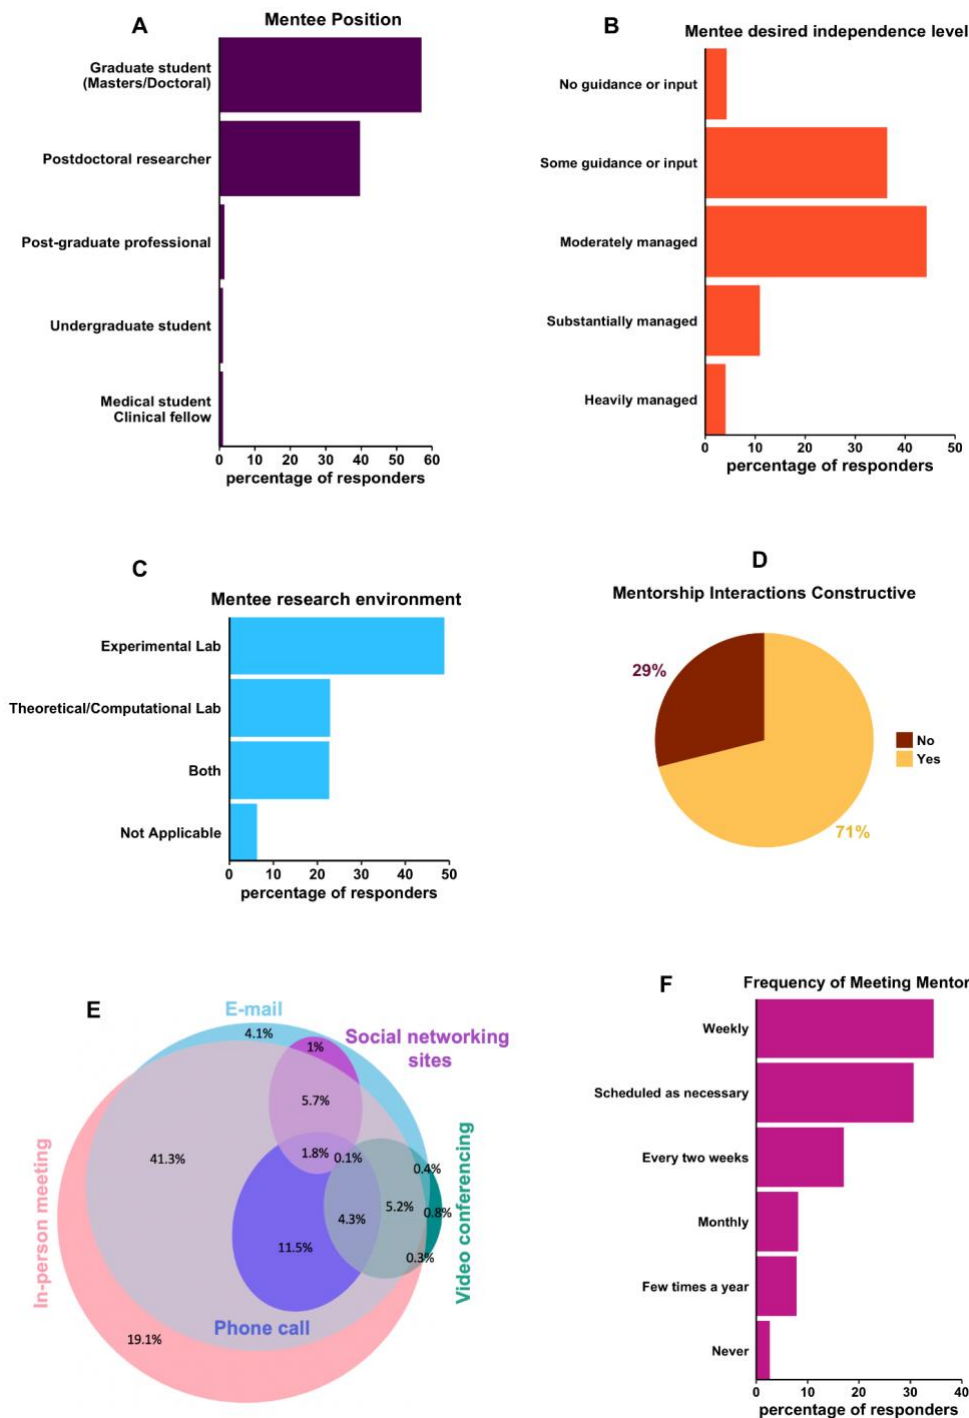 A
Mentee Position
Graduate student
(Masters/Doctoral)
Postdoctoral researcher
Post-graduate professional
Undergraduate student
Medical student
Clinical fellow
0 10 20 30 40 50 60
percentage of responders
B
Mentee desired independence level
No guidance or input
Some guidance or input
Moderately managed
Substantially managed
Heavily managed
0 10 20 30 40 50
percentage of responders
C
Mentee research environment
Experimental Lab
Theoretical/Computational Lab
Both
Not Applicable
0 10 20 30 40 50
percentage of responders
D
Mentorship Interactions Constructive
29%
71%
No
Yes
E
E-mail
4.1%
Social networking
sites
1%
5.7%
1.8%
0.1%
41.3%
0.4%
5.2%
0.8%
4.3%
11.5%
0.3%
19.1%
In-person meeting
Video conferencing
Phone call
F
Frequency of Meeting Mentor
Weekly
Scheduled as necessary
Every two weeks
Monthly
Few times a year
Never
0 10 20 30 40
percentage of responders